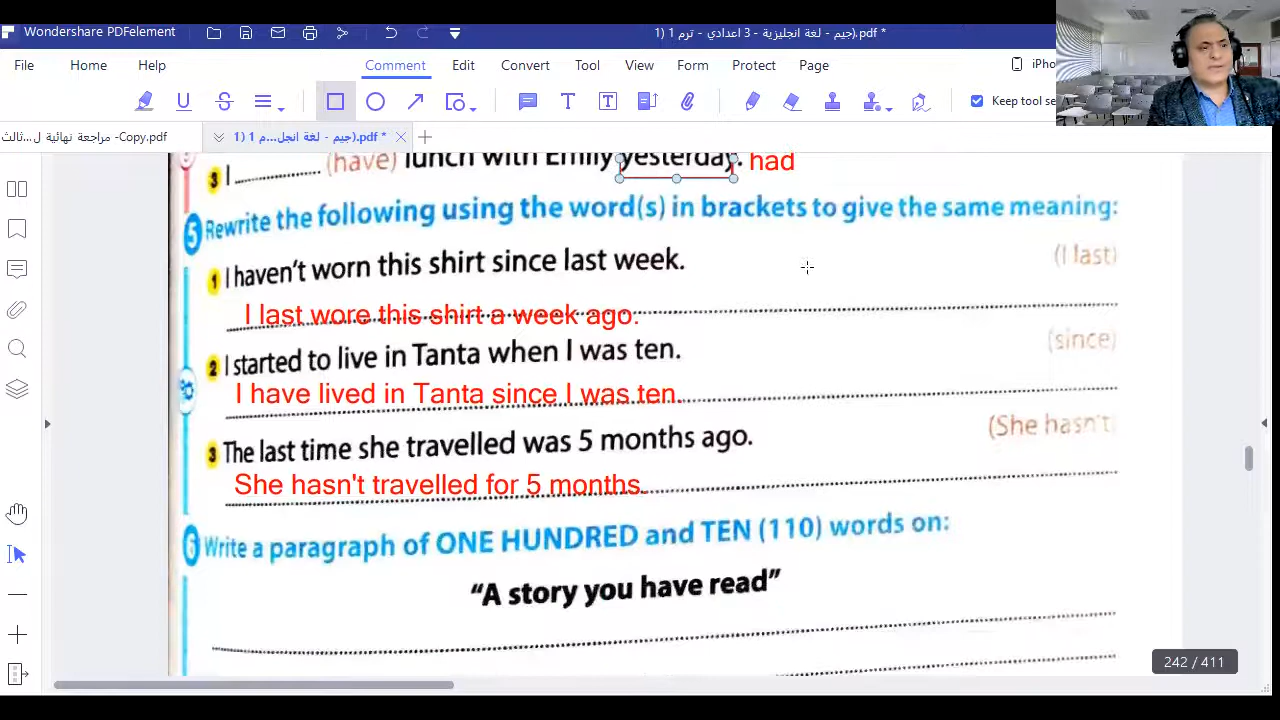 Wondershare PDFelement
(جيم - لغة انجليزية - 3 اعدادي - ترم 1 (1.pdf *
File Home Help Comment Edit Convert Tool View Form Protect Page
Keep tool se
مراجعة نهائية ل...ثالث -Copy.pdf
(جيم - لغة انجل...م 1 (1.pdf *
3 I .................. (have) lunch with Emily yesterday. had
5 Rewrite the following using the word(s) in brackets to give the same meaning:
1 I haven't worn this shirt since last week. (I last)
I last wore this shirt a week ago.
2 I started to live in Tanta when I was ten. (since)
I have lived in Tanta since I was ten.
3 The last time she travelled was 5 months ago. (She hasn't)
She hasn't travelled for 5 months.
6 Write a paragraph of ONE HUNDRED and TEN (110) words on:
“A story you have read”
242 / 411